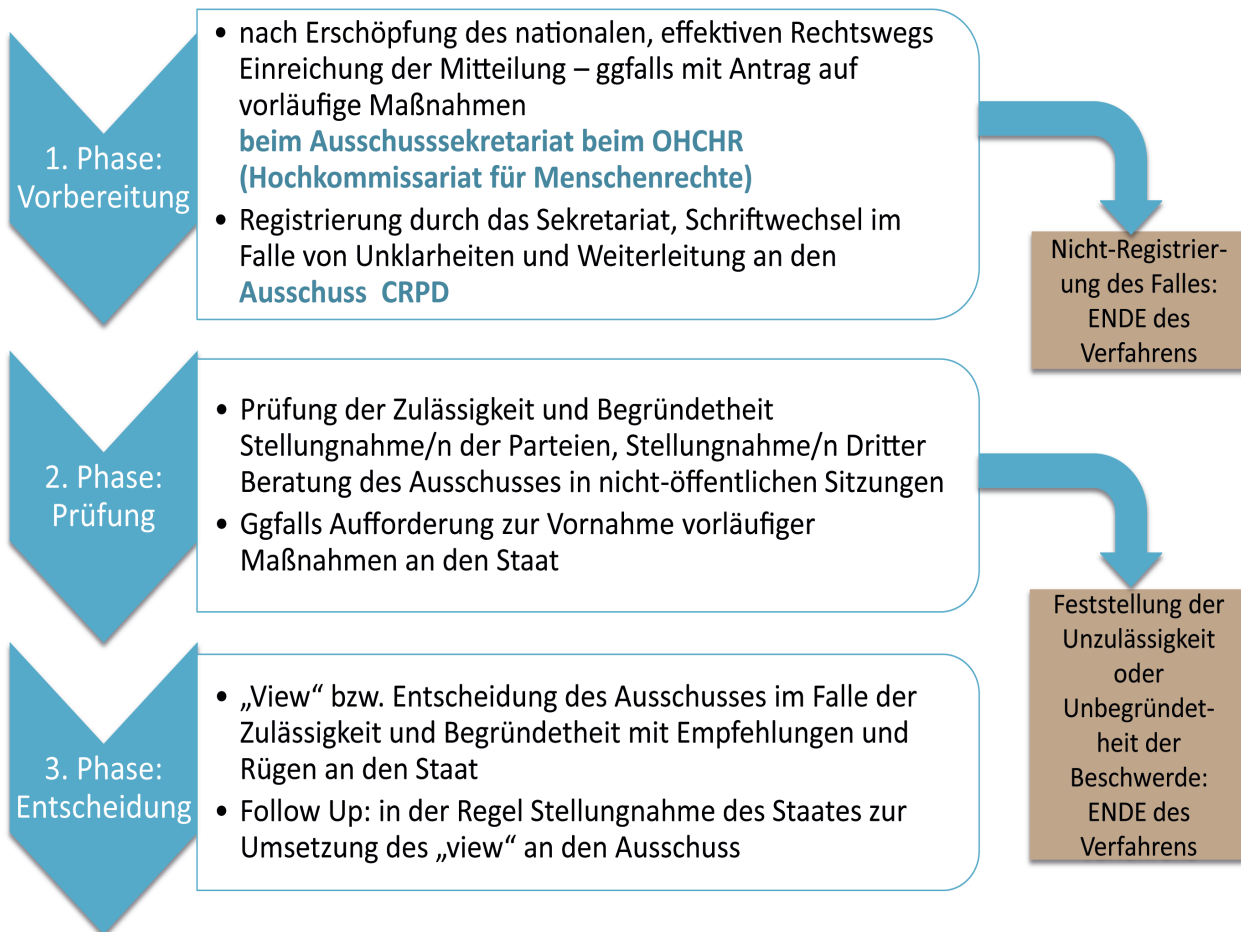 1. Phase:
Vorbereitung
• nach Erschöpfung des nationalen, effektiven Rechtswegs
Einreichung der Mitteilung – ggfalls mit Antrag auf
vorläufige Maßnahmen
beim Ausschusssekretariat beim OHCHR
(Hochkommissariat für Menschenrechte)
• Registrierung durch das Sekretariat, Schriftwechsel im
Falle von Unklarheiten und Weiterleitung an den
Ausschuss CRPD
Nicht-Registrier-
ung des Falles:
ENDE des
Verfahrens
2. Phase:
Prüfung
• Prüfung der Zulässigkeit und Begründetheit
Stellungnahme/n der Parteien, Stellungnahme/n Dritter
Beratung des Ausschusses in nicht-öffentlichen Sitzungen
• Ggfalls Aufforderung zur Vornahme vorläufiger
Maßnahmen an den Staat
Feststellung der
Unzulässigkeit
oder
Unbegründet-
heit der
Beschwerde:
ENDE des
Verfahrens
3. Phase:
Entscheidung
• „View“ bzw. Entscheidung des Ausschusses im Falle der
Zulässigkeit und Begründetheit mit Empfehlungen und
Rügen an den Staat
• Follow Up: in der Regel Stellungnahme des Staates zur
Umsetzung des „view“ an den Ausschuss